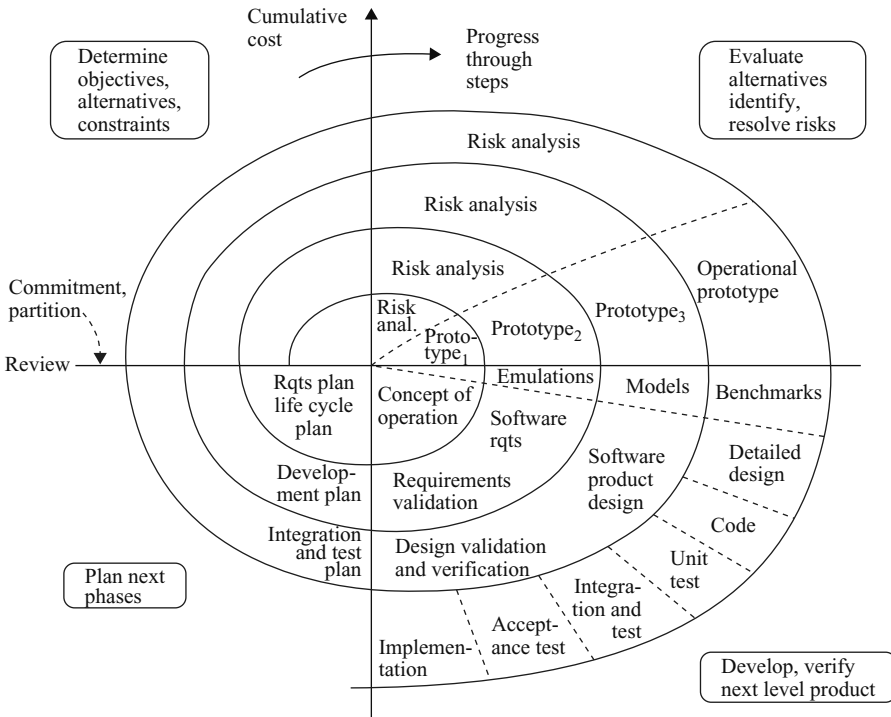 Cumulative
cost
Progress
through
steps
Determine
objectives,
alternatives,
constraints
Evaluate
alternatives
identify,
resolve risks
Risk analysis
Risk analysis
Risk analysis
Risk
anal.
Operational
prototype
Prototype3
Prototype2
Proto-
type1
Commitment,
partition
Review
Rqts plan
life cycle
plan
Concept of
operation
Emulations
Models
Benchmarks
Software
rqts
Software
product
design
Detailed
design
Develop-
ment plan
Requirements
validation
Code
Integration
and test
plan
Design validation
and verification
Unit
test
Integra-
tion and
test
Accept-
ance test
Implemen-
tation
Plan next
phases
Develop, verify
next level product